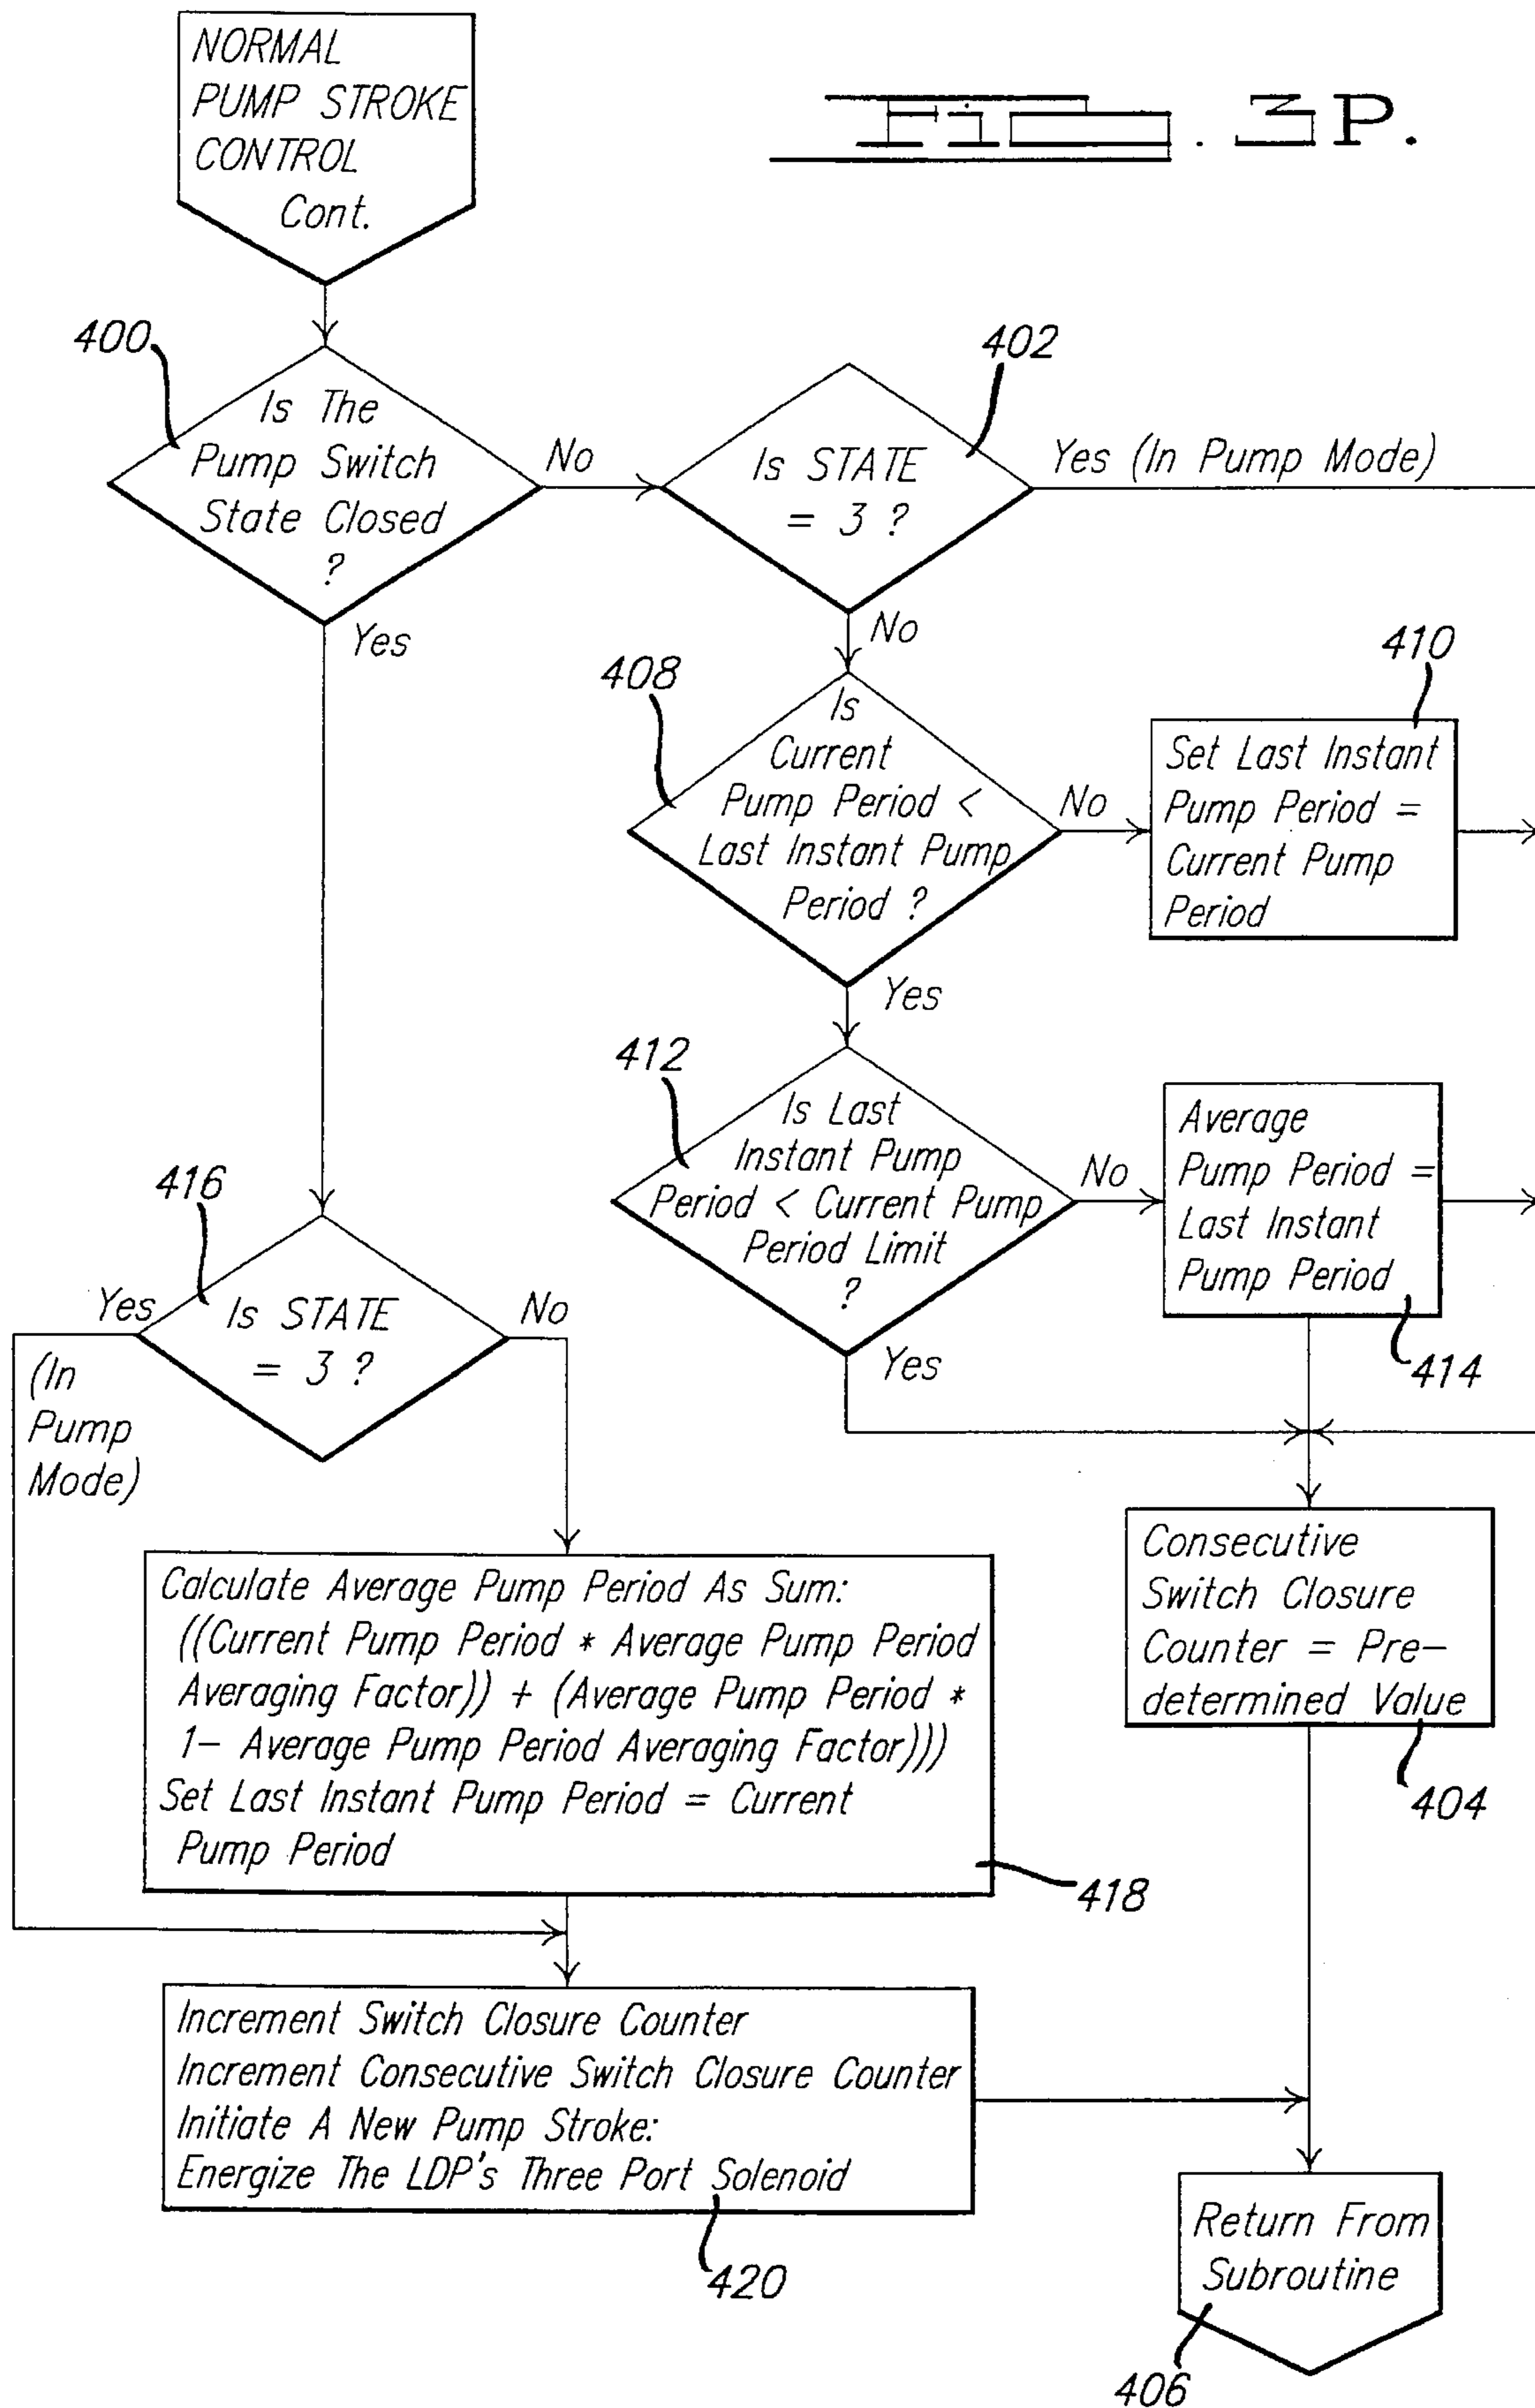 NORMAL
PUMP STROKE
CONTROL
Cont.
FIG. 3P.
400
Is The
Pump Switch
State Closed
?
No
Yes
402
Is STATE
= 3 ?
Yes (In Pump Mode)
No
408
Is
Current
Pump Period <
Last Instant Pump
Period ?
No
Yes
410
Set Last Instant
Pump Period =
Current Pump
Period
412
Is Last
Instant Pump
Period < Current Pump
Period Limit
?
No
Yes
Average
Pump Period =
Last Instant
Pump Period
414
416
Is STATE
= 3 ?
Yes
(In
Pump
Mode)
No
Calculate Average Pump Period As Sum:
((Current Pump Period * Average Pump Period
Averaging Factor)) + (Average Pump Period *
1- Average Pump Period Averaging Factor)))
Set Last Instant Pump Period = Current
Pump Period
418
Consecutive
Switch Closure
Counter = Pre-
determined Value
404
Increment Switch Closure Counter
Increment Consecutive Switch Closure Counter
Initiate A New Pump Stroke:
Energize The LDP's Three Port Solenoid
420
Return From
Subroutine
406